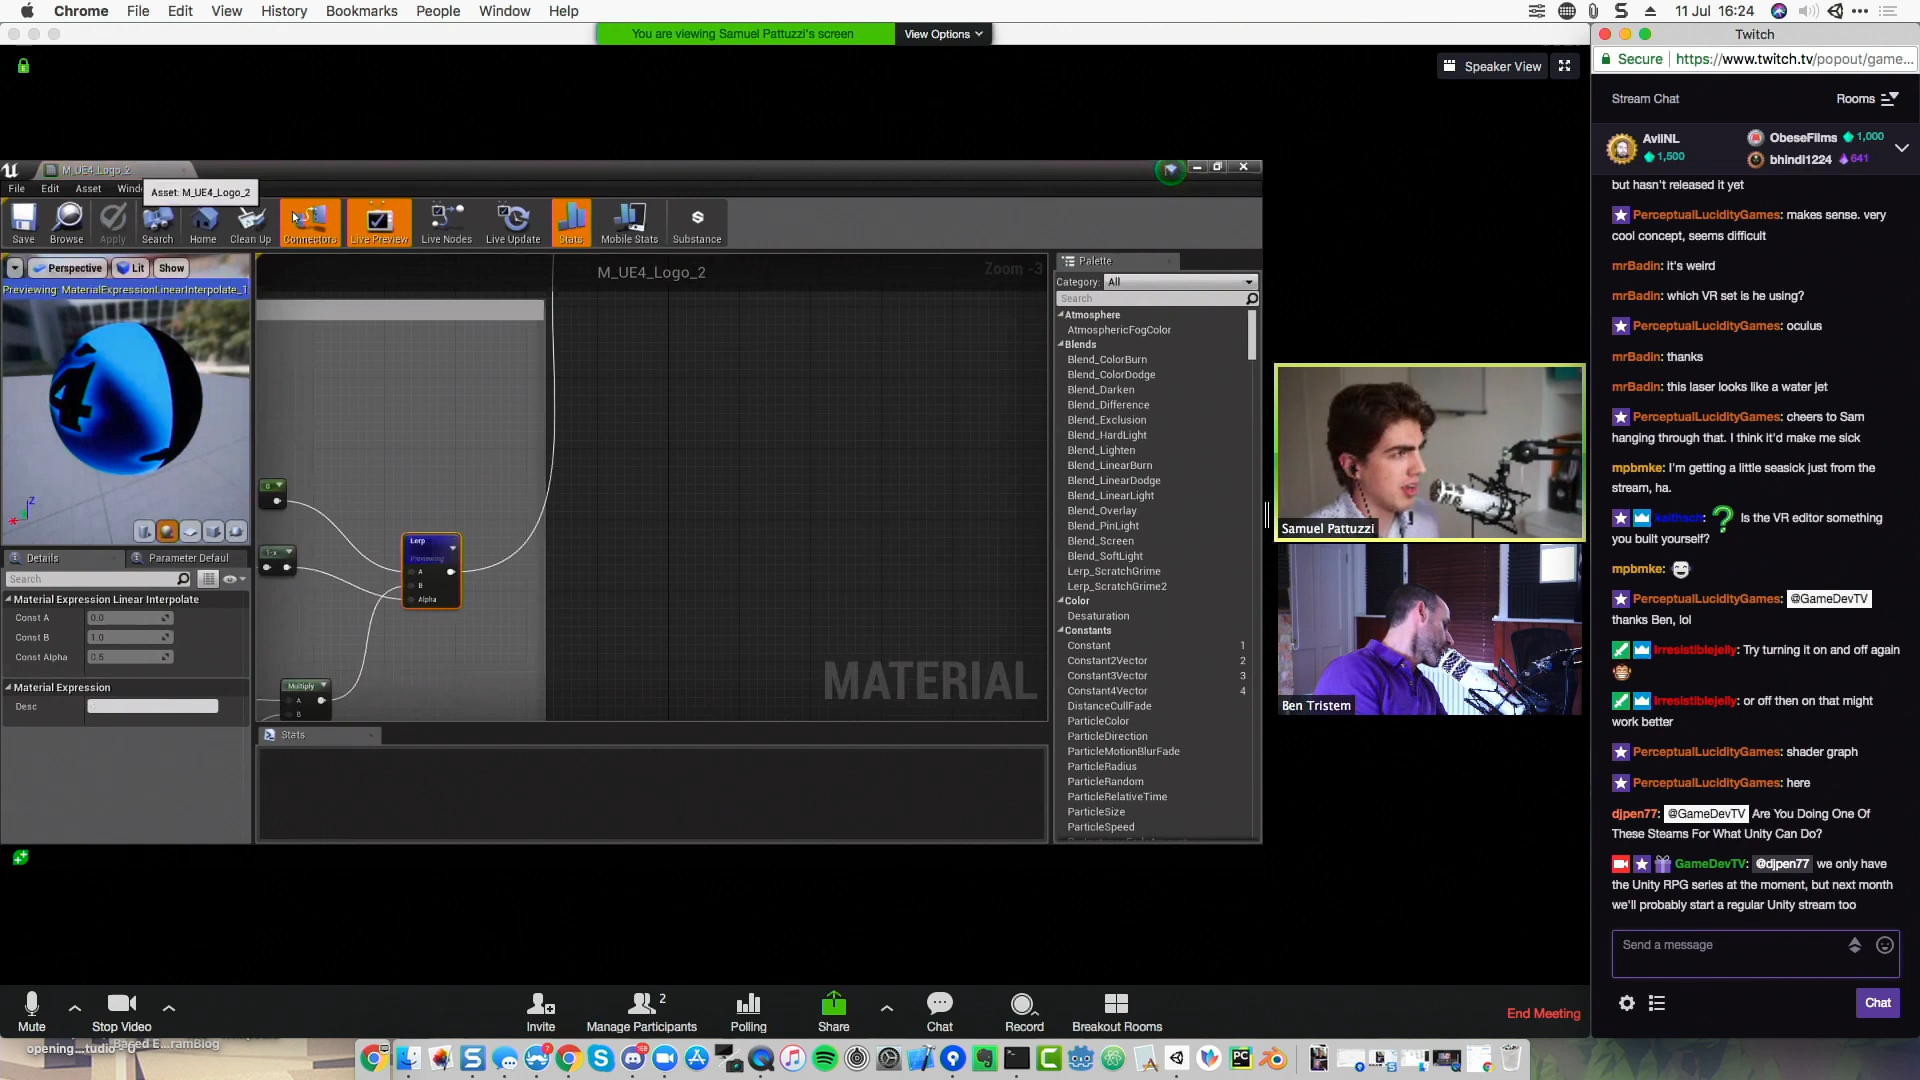 Chrome File Edit View History Bookmarks People Window Help
11 Jul 16:24
You are viewing Samuel Pattuzzi's screen
View Options
Speaker View
M_UE4_Logo_2
File Edit Asset
Asset: M_UE4_Logo_2
Save Browse Apply Search Home Clean Up Connectors Live Preview Live Nodes Live Update Stats Mobile Stats Substance
Perspective Lit Show
Previewing: MaterialExpressionLinearInterpolate_1
4
Z
Details
Parameter Defaul
Search
Material Expression Linear Interpolate
Const A 0.0
Const B 1.0
Const Alpha 0.5
Material Expression
Desc
M_UE4_Logo_2
Zoom -3
0
1-x
Lerp
Previewing
A
B
Alpha
Multiply
A
B
MATERIAL
Stats
Palette
Category: All
Search
Atmosphere
AtmosphericFogColor
Blends
Blend_ColorBurn
Blend_ColorDodge
Blend_Darken
Blend_Difference
Blend_Exclusion
Blend_HardLight
Blend_Lighten
Blend_LinearBurn
Blend_LinearDodge
Blend_LinearLight
Blend_Overlay
Blend_PinLight
Blend_Screen
Blend_SoftLight
Lerp_ScratchGrime
Lerp_ScratchGrime2
Color
Desaturation
Constants
Constant 1
Constant2Vector 2
Constant3Vector 3
Constant4Vector 4
DistanceCullFade
ParticleColor
ParticleDirection
ParticleMotionBlurFade
ParticleRadius
ParticleRandom
ParticleRelativeTime
ParticleSize
ParticleSpeed
Samuel Pattuzzi
Ben Tristem
Twitch
Secure https://www.twitch.tv/popout/game...
Stream Chat
Rooms
AvIINL
1,500
ObeseFilms 1,000
bhindi1224 641
but hasn't released it yet
PerceptualLucidityGames: makes sense. very
cool concept, seems difficult
mrBadin: it's weird
mrBadin: which VR set is he using?
PerceptualLucidityGames: oculus
mrBadin: thanks
mrBadin: this laser looks like a water jet
PerceptualLucidityGames: cheers to Sam
hanging through that. I think it'd make me sick
mpbmke: I'm getting a little seasick just from the
stream, ha.
Is the VR editor something
you built yourself?
mpbmke:
PerceptualLucidityGames: @GameDevTV
thanks Ben, lol
Irresistiblejelly: Try turning it on and off again
Irresistiblejelly: or off then on that might
work better
PerceptualLucidityGames: shader graph
PerceptualLucidityGames: here
djpen77: @GameDevTV Are You Doing One Of
These Steams For What Unity Can Do?
GameDevTV: @djpen77 we only have
the Unity RPG series at the moment, but next month
we'll probably start a regular Unity stream too
Send a message
Chat
Mute
Stop Video
Invite
Manage Participants 2
Polling
Share
Chat
Record
Breakout Rooms
End Meeting
opening...tudio - 0
Based E...ramBlog